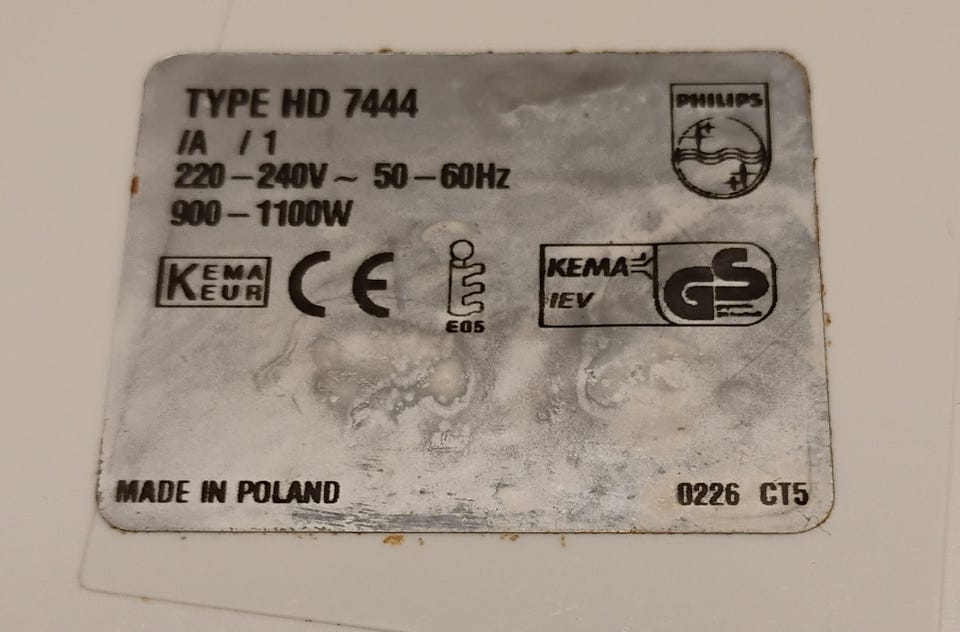 TYPE HD 7444
/A / 1
220 – 240V ~ 50 – 60Hz
900 – 1100W
PHILIPS
KEMA
KEUR
CE
E05
KEMA
IEV
GS
MADE IN POLAND
0226 CT5